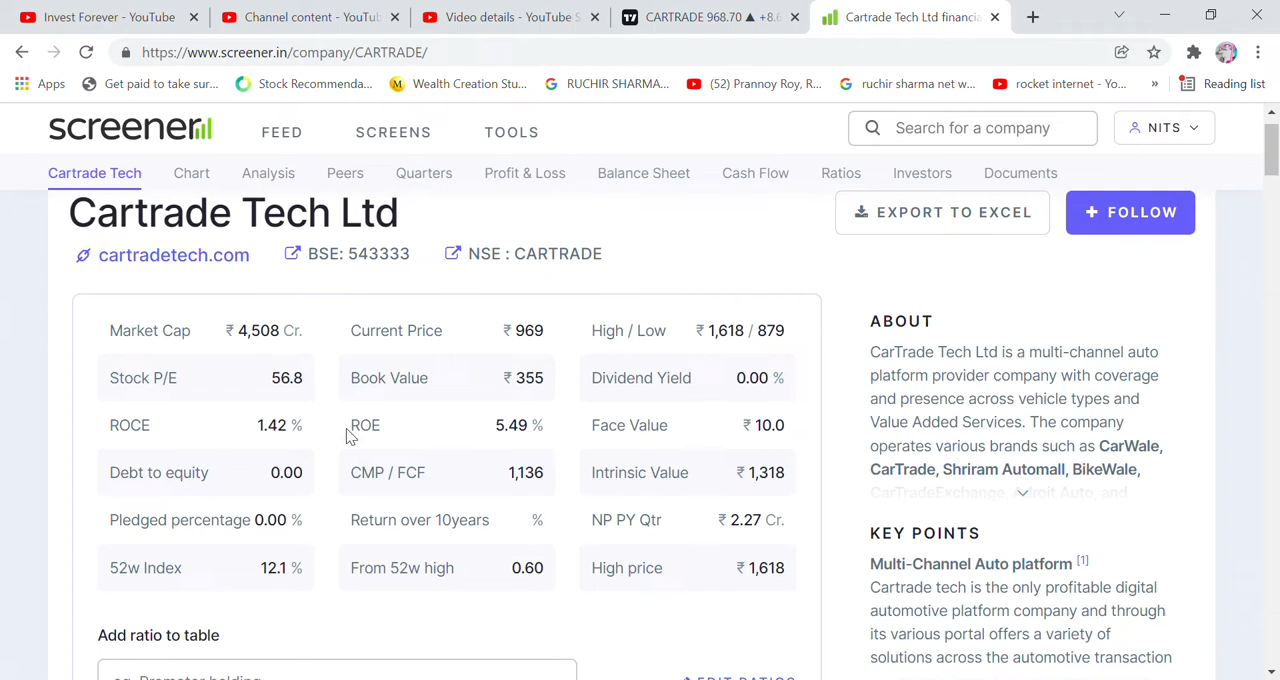 Invest Forever - YouTube
Channel content - YouTub
Video details - YouTube S
CARTRADE 968.70 ▲ +8.6
Cartrade Tech Ltd financia
https://www.screener.in/company/CARTRADE/
Apps
Get paid to take sur...
Stock Recommenda...
Wealth Creation Stu...
RUCHIR SHARMA...
(52) Prannoy Roy, R...
ruchir sharma net w...
rocket internet - Yo...
»
Reading list
screener
FEED
SCREENS
TOOLS
Search for a company
NITS
Cartrade Tech
Chart
Analysis
Peers
Quarters
Profit & Loss
Balance Sheet
Cash Flow
Ratios
Investors
Documents
Cartrade Tech Ltd
EXPORT TO EXCEL
+ FOLLOW
cartradetech.com
BSE: 543333
NSE : CARTRADE
Market Cap ₹ 4,508 Cr.
Current Price ₹ 969
High / Low ₹ 1,618 / 879
Stock P/E 56.8
Book Value ₹ 355
Dividend Yield 0.00 %
ROCE 1.42 %
ROE 5.49 %
Face Value ₹ 10.0
Debt to equity 0.00
CMP / FCF 1,136
Intrinsic Value ₹ 1,318
Pledged percentage 0.00 %
Return over 10years %
NP PY Qtr ₹ 2.27 Cr.
52w Index 12.1 %
From 52w high 0.60
High price ₹ 1,618
Add ratio to table
eg. Promoter holding
EDIT RATIOS
ABOUT
CarTrade Tech Ltd is a multi-channel auto
platform provider company with coverage
and presence across vehicle types and
Value Added Services. The company
operates various brands such as CarWale,
CarTrade, Shriram Automall, BikeWale,
CarTradeExchange, Adroit Auto, and
KEY POINTS
Multi-Channel Auto platform [1]
Cartrade tech is the only profitable digital
automotive platform company and through
its various portal offers a variety of
solutions across the automotive transaction